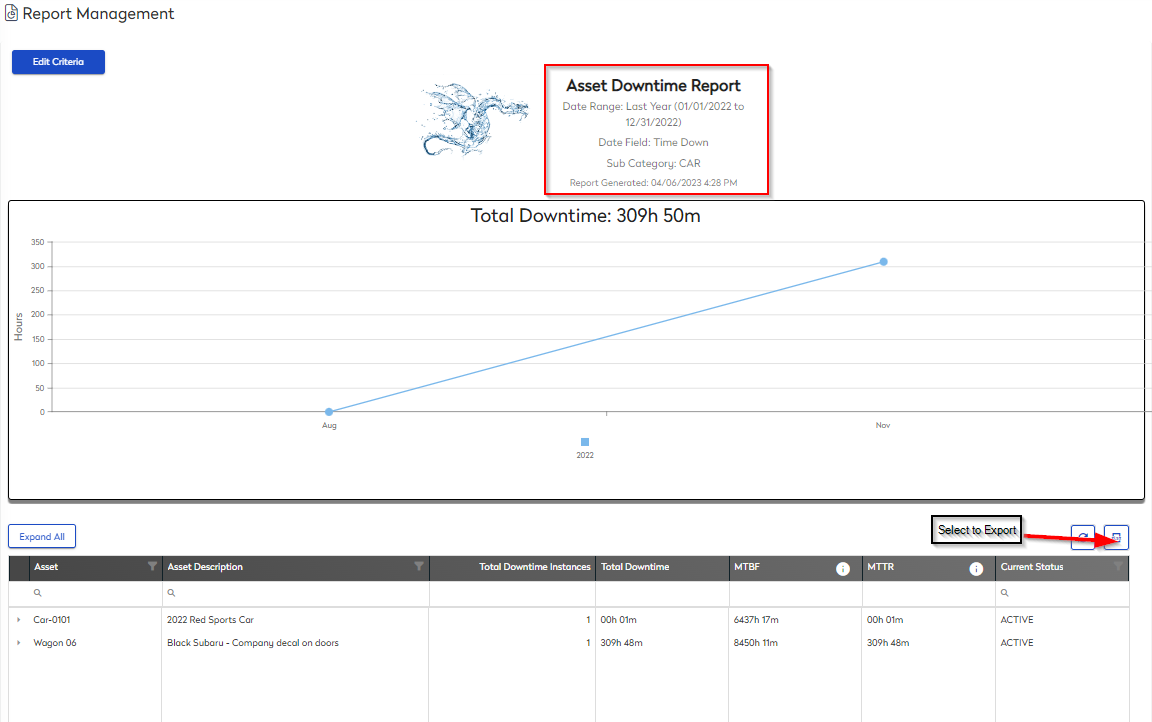 Report Management
Edit Criteria
Asset Downtime Report
Date Range: Last Year (01/01/2022 to
12/31/2022)
Date Field: Time Down
Sub Category: CAR
Report Generated: 04/06/2023 4:28 PM
Total Downtime: 309h 50m
Hours
350
300
250
200
150
100
50
0
Aug
Nov
2022
Expand All
Select to Export
Asset Asset Description Total Downtime Instances Total Downtime MTBF MTTR Current Status
Car-0101 2022 Red Sports Car 1 00h 01m 6437h 17m 00h 01m ACTIVE
Wagon 06 Black Subaru - Company decal on doors 1 309h 48m 8450h 11m 309h 48m ACTIVE